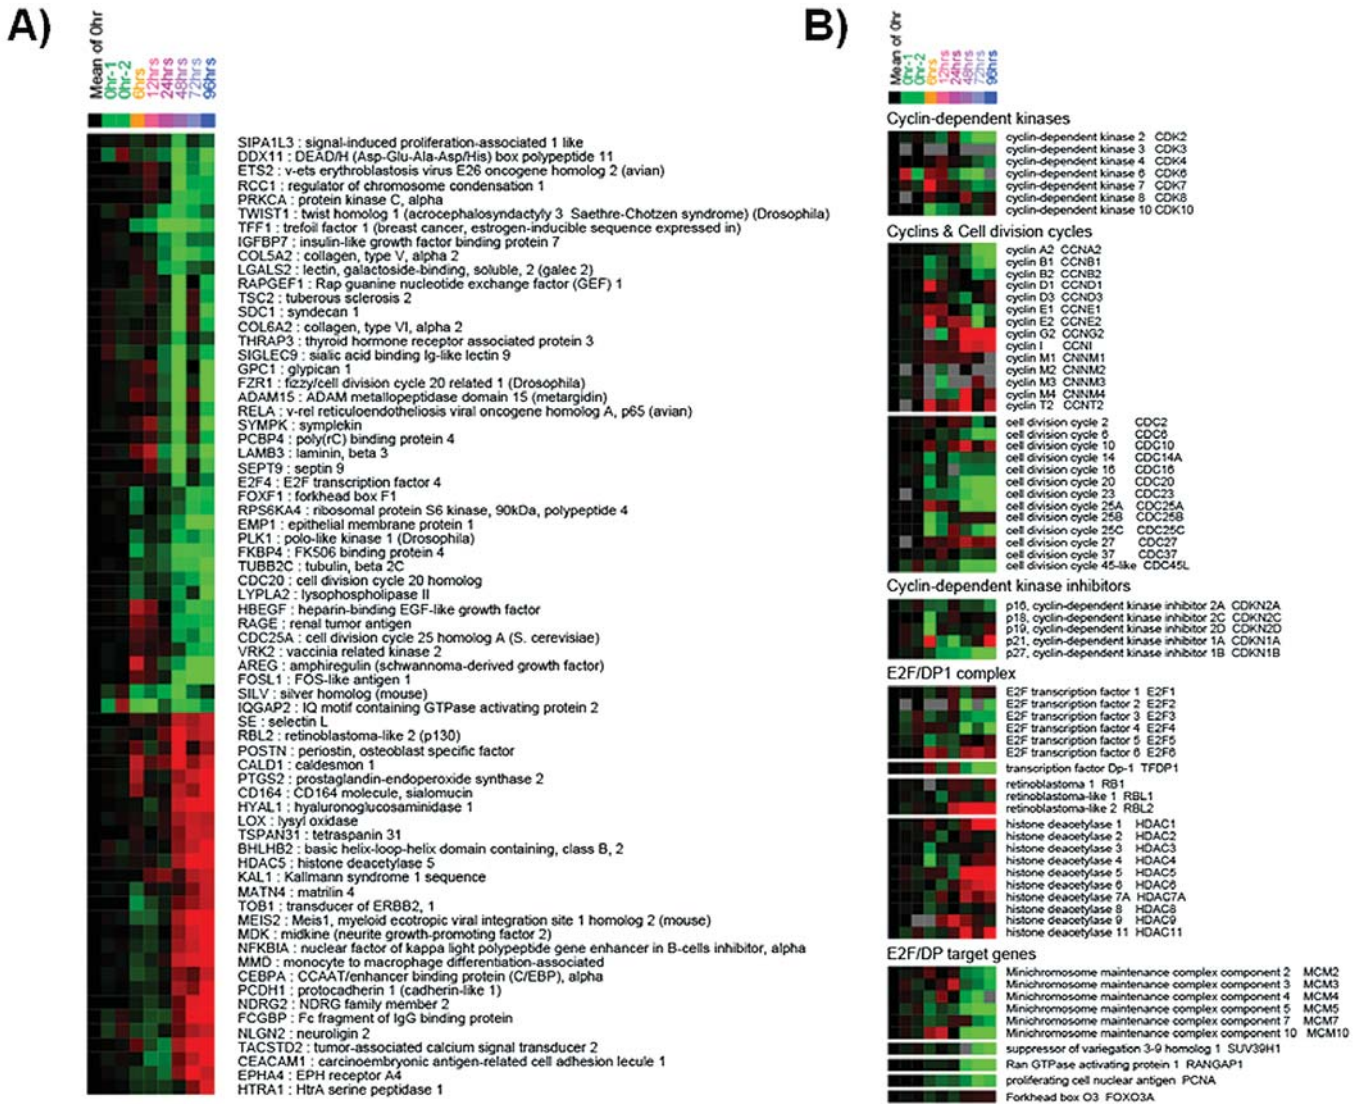 A)
Mean of 0hr
0hr-1
0hr-2
6hrs
12hrs
24hrs
48hrs
72hrs
96hrs
SIPA1L3 : signal-induced proliferation-associated 1 like
DDX11 : DEAD/H (Asp-Glu-Ala-Asp/His) box polypeptide 11
ETS2 : v-ets erythroblastosis virus E26 oncogene homolog 2 (avian)
RCC1 : regulator of chromosome condensation 1
PRKCA : protein kinase C, alpha
TWIST1 : twist homolog 1 (acrocephalosyndactyly 3 Saethre-Chotzen syndrome) (Drosophila)
TFF1 : trefoil factor 1 (breast cancer, estrogen-inducible sequence expressed in)
IGFBP7 : insulin-like growth factor binding protein 7
COL5A2 : collagen, type V, alpha 2
LGALS2 : lectin, galactoside-binding, soluble, 2 (galec 2)
RAPGEF1 : Rap guanine nucleotide exchange factor (GEF) 1
TSC2 : tuberous sclerosis 2
SDC1 : syndecan 1
COL6A2 : collagen, type VI, alpha 2
THRAP3 : thyroid hormone receptor associated protein 3
SIGLEC9 : sialic acid binding Ig-like lectin 9
GPC1 : glypican 1
FZR1 : fizzy/cell division cycle 20 related 1 (Drosophila)
ADAM15 : ADAM metallopeptidase domain 15 (metargidin)
RELA : v-rel reticuloendotheliosis viral oncogene homolog A, p65 (avian)
SYMPK : symplekin
PCBP4 : poly(rC) binding protein 4
LAMB3 : laminin, beta 3
SEPT9 : septin 9
E2F4 : E2F transcription factor 4
FOXF1 : forkhead box F1
RPS6KA4 : ribosomal protein S6 kinase, 90kDa, polypeptide 4
EMP1 : epithelial membrane protein 1
PLK1 : polo-like kinase 1 (Drosophila)
FKBP4 : FK506 binding protein 4
TUBB2C : tubulin, beta 2C
CDC20 : cell division cycle 20 homolog
LYPLA2 : lysophospholipase II
HBEGF : heparin-binding EGF-like growth factor
RAGE : renal tumor antigen
CDC25A : cell division cycle 25 homolog A (S. cerevisiae)
VRK2 : vaccinia related kinase 2
AREG : amphiregulin (schwannoma-derived growth factor)
FOSL1 : FOS-like antigen 1
SILV : silver homolog (mouse)
IQGAP2 : IQ motif containing GTPase activating protein 2
SE : selectin L
RBL2 : retinoblastoma-like 2 (p130)
POSTN : periostin, osteoblast specific factor
CALD1 : caldesmon 1
PTGS2 : prostaglandin-endoperoxide synthase 2
CD164 : CD164 molecule, sialomucin
HYAL1 : hyaluronoglucosaminidase 1
LOX : lysyl oxidase
TSPAN31 : tetraspanin 31
BHLHB2 : basic helix-loop-helix domain containing, class B, 2
HDAC5 : histone deacetylase 5
KAL1 : Kallmann syndrome 1 sequence
MATN4 : matrilin 4
TOB1 : transducer of ERBB2, 1
MEIS2 : Meis1, myeloid ecotropic viral integration site 1 homolog 2 (mouse)
MDK : midkine (neurite growth-promoting factor 2)
NFKBIA : nuclear factor of kappa light polypeptide gene enhancer in B-cells inhibitor, alpha
MMD : monocyte to macrophage differentiation-associated
CEBPA : CCAAT/enhancer binding protein (C/EBP), alpha
PCDH1 : protocadherin 1 (cadherin-like 1)
NDRG2 : NDRG family member 2
FCGBP : Fc fragment of IgG binding protein
NLGN2 : neuroligin 2
TACSTD2 : tumor-associated calcium signal transducer 2
CEACAM1 : carcinoembryonic antigen-related cell adhesion lecule 1
EPHA4 : EPH receptor A4
HTRA1 : HtrA serine peptidase 1
B)
Mean of 0hr
0hr-1
0hr-2
6hrs
12hrs
24hrs
48hrs
72hrs
96hrs
Cyclin-dependent kinases
cyclin-dependent kinase 2 CDK2
cyclin-dependent kinase 3 CDK3
cyclin-dependent kinase 4 CDK4
cyclin-dependent kinase 6 CDK6
cyclin-dependent kinase 7 CDK7
cyclin-dependent kinase 8 CDK8
cyclin-dependent kinase 10 CDK10
Cyclins & Cell division cycles
cyclin A2 CCNA2
cyclin B1 CCNB1
cyclin B2 CCNB2
cyclin D1 CCND1
cyclin D3 CCND3
cyclin E1 CCNE1
cyclin E2 CCNE2
cyclin G2 CCNG2
cyclin I CCNI
cyclin M1 CNNM1
cyclin M2 CNNM2
cyclin M3 CNNM3
cyclin M4 CNNM4
cyclin T2 CCNT2
cell division cycle 2 CDC2
cell division cycle 6 CDC6
cell division cycle 10 CDC10
cell division cycle 14 CDC14A
cell division cycle 16 CDC16
cell division cycle 20 CDC20
cell division cycle 23 CDC23
cell division cycle 25A CDC25A
cell division cycle 25B CDC25B
cell division cycle 25C CDC25C
cell division cycle 27 CDC27
cell division cycle 37 CDC37
cell division cycle 45-like CDC45L
Cyclin-dependent kinase inhibitors
p16, cyclin-dependent kinase inhibitor 2A CDKN2A
p18, cyclin-dependent kinase inhibitor 2C CDKN2C
p19, cyclin-dependent kinase inhibitor 2D CDKN2D
p21, cyclin-dependent kinase inhibitor 1A CDKN1A
p27, cyclin-dependent kinase inhibitor 1B CDKN1B
E2F/DP1 complex
E2F transcription factor 1 E2F1
E2F transcription factor 2 E2F2
E2F transcription factor 3 E2F3
E2F transcription factor 4 E2F4
E2F transcription factor 5 E2F5
E2F transcription factor 6 E2F6
transcription factor Dp-1 TFDP1
retinoblastoma 1 RB1
retinoblastoma-like 1 RBL1
retinoblastoma-like 2 RBL2
histone deacetylase 1 HDAC1
histone deacetylase 2 HDAC2
histone deacetylase 3 HDAC3
histone deacetylase 4 HDAC4
histone deacetylase 5 HDAC5
histone deacetylase 6 HDAC6
histone deacetylase 7A HDAC7A
histone deacetylase 8 HDAC8
histone deacetylase 9 HDAC9
histone deacetylase 11 HDAC11
E2F/DP target genes
Minichromosome maintenance complex component 2 MCM2
Minichromosome maintenance complex component 3 MCM3
Minichromosome maintenance complex component 4 MCM4
Minichromosome maintenance complex component 5 MCM5
Minichromosome maintenance complex component 7 MCM7
Minichromosome maintenance complex component 10 MCM10
suppressor of variegation 3-9 homolog 1 SUV39H1
Ran GTPase activating protein 1 RANGAP1
proliferating cell nuclear antigen PCNA
Forkhead box O3 FOXO3A